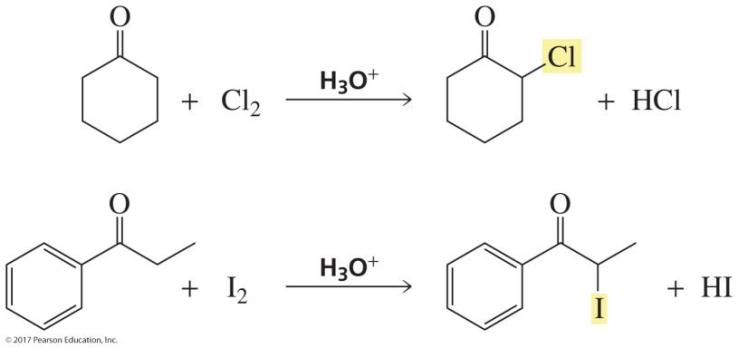 O O
Cl
H₃O⁺
+ Cl₂ + HCl
O O
H₃O⁺
+ I₂ + HI
I
© 2017 Pearson Education, Inc.